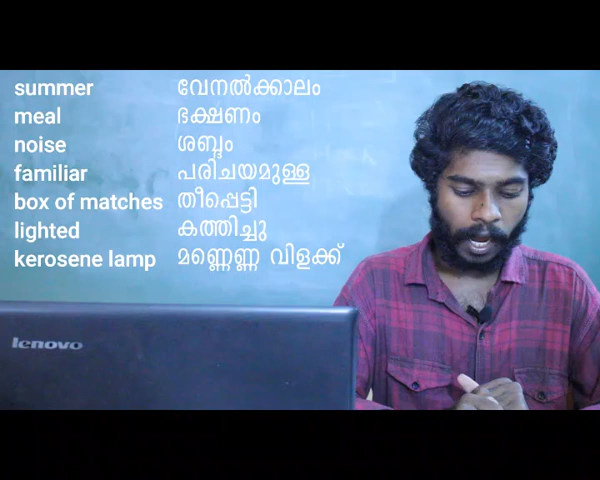 summer വേനൽക്കാലം
meal ഭക്ഷണം
noise ശബ്ദം
familiar പരിചയമുള്ള
box of matches തീപ്പെട്ടി
lighted കത്തിച്ചു
kerosene lamp മണ്ണെണ്ണ വിളക്ക്
lenovo